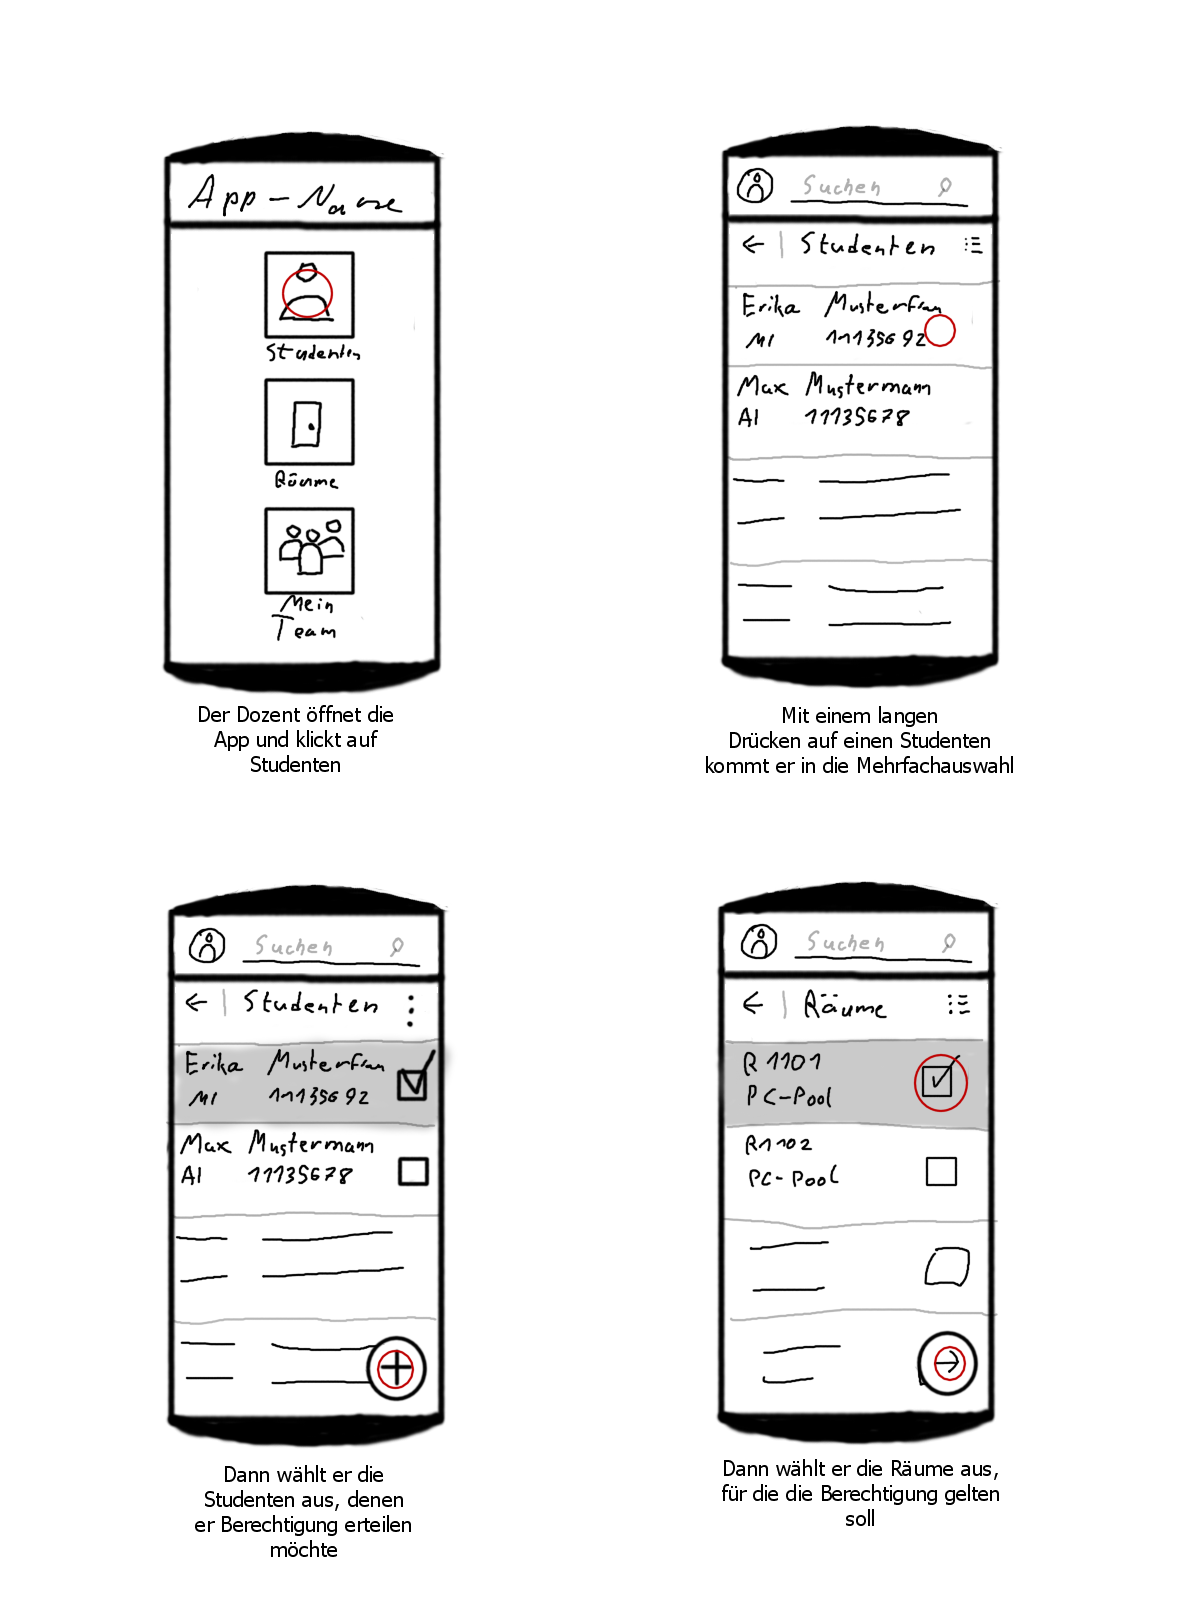 App-Name
Studenten
Räume
Mein
Team
Der Dozent öffnet die
App und klickt auf
Studenten
Suchen
Studenten
Erika Musterfrau
MI 11135692
Max Mustermann
AI 11135678
Mit einem langen
Drücken auf einen Studenten
kommt er in die Mehrfachauswahl
Suchen
Studenten
Erika Musterfrau
MI 11135692
Max Mustermann
AI 11135678
Dann wählt er die
Studenten aus, denen
er Berechtigung erteilen
möchte
Suchen
Räume
R 1101
PC-Pool
R1102
PC-Pool
Dann wählt er die Räume aus,
für die die Berechtigung gelten
soll